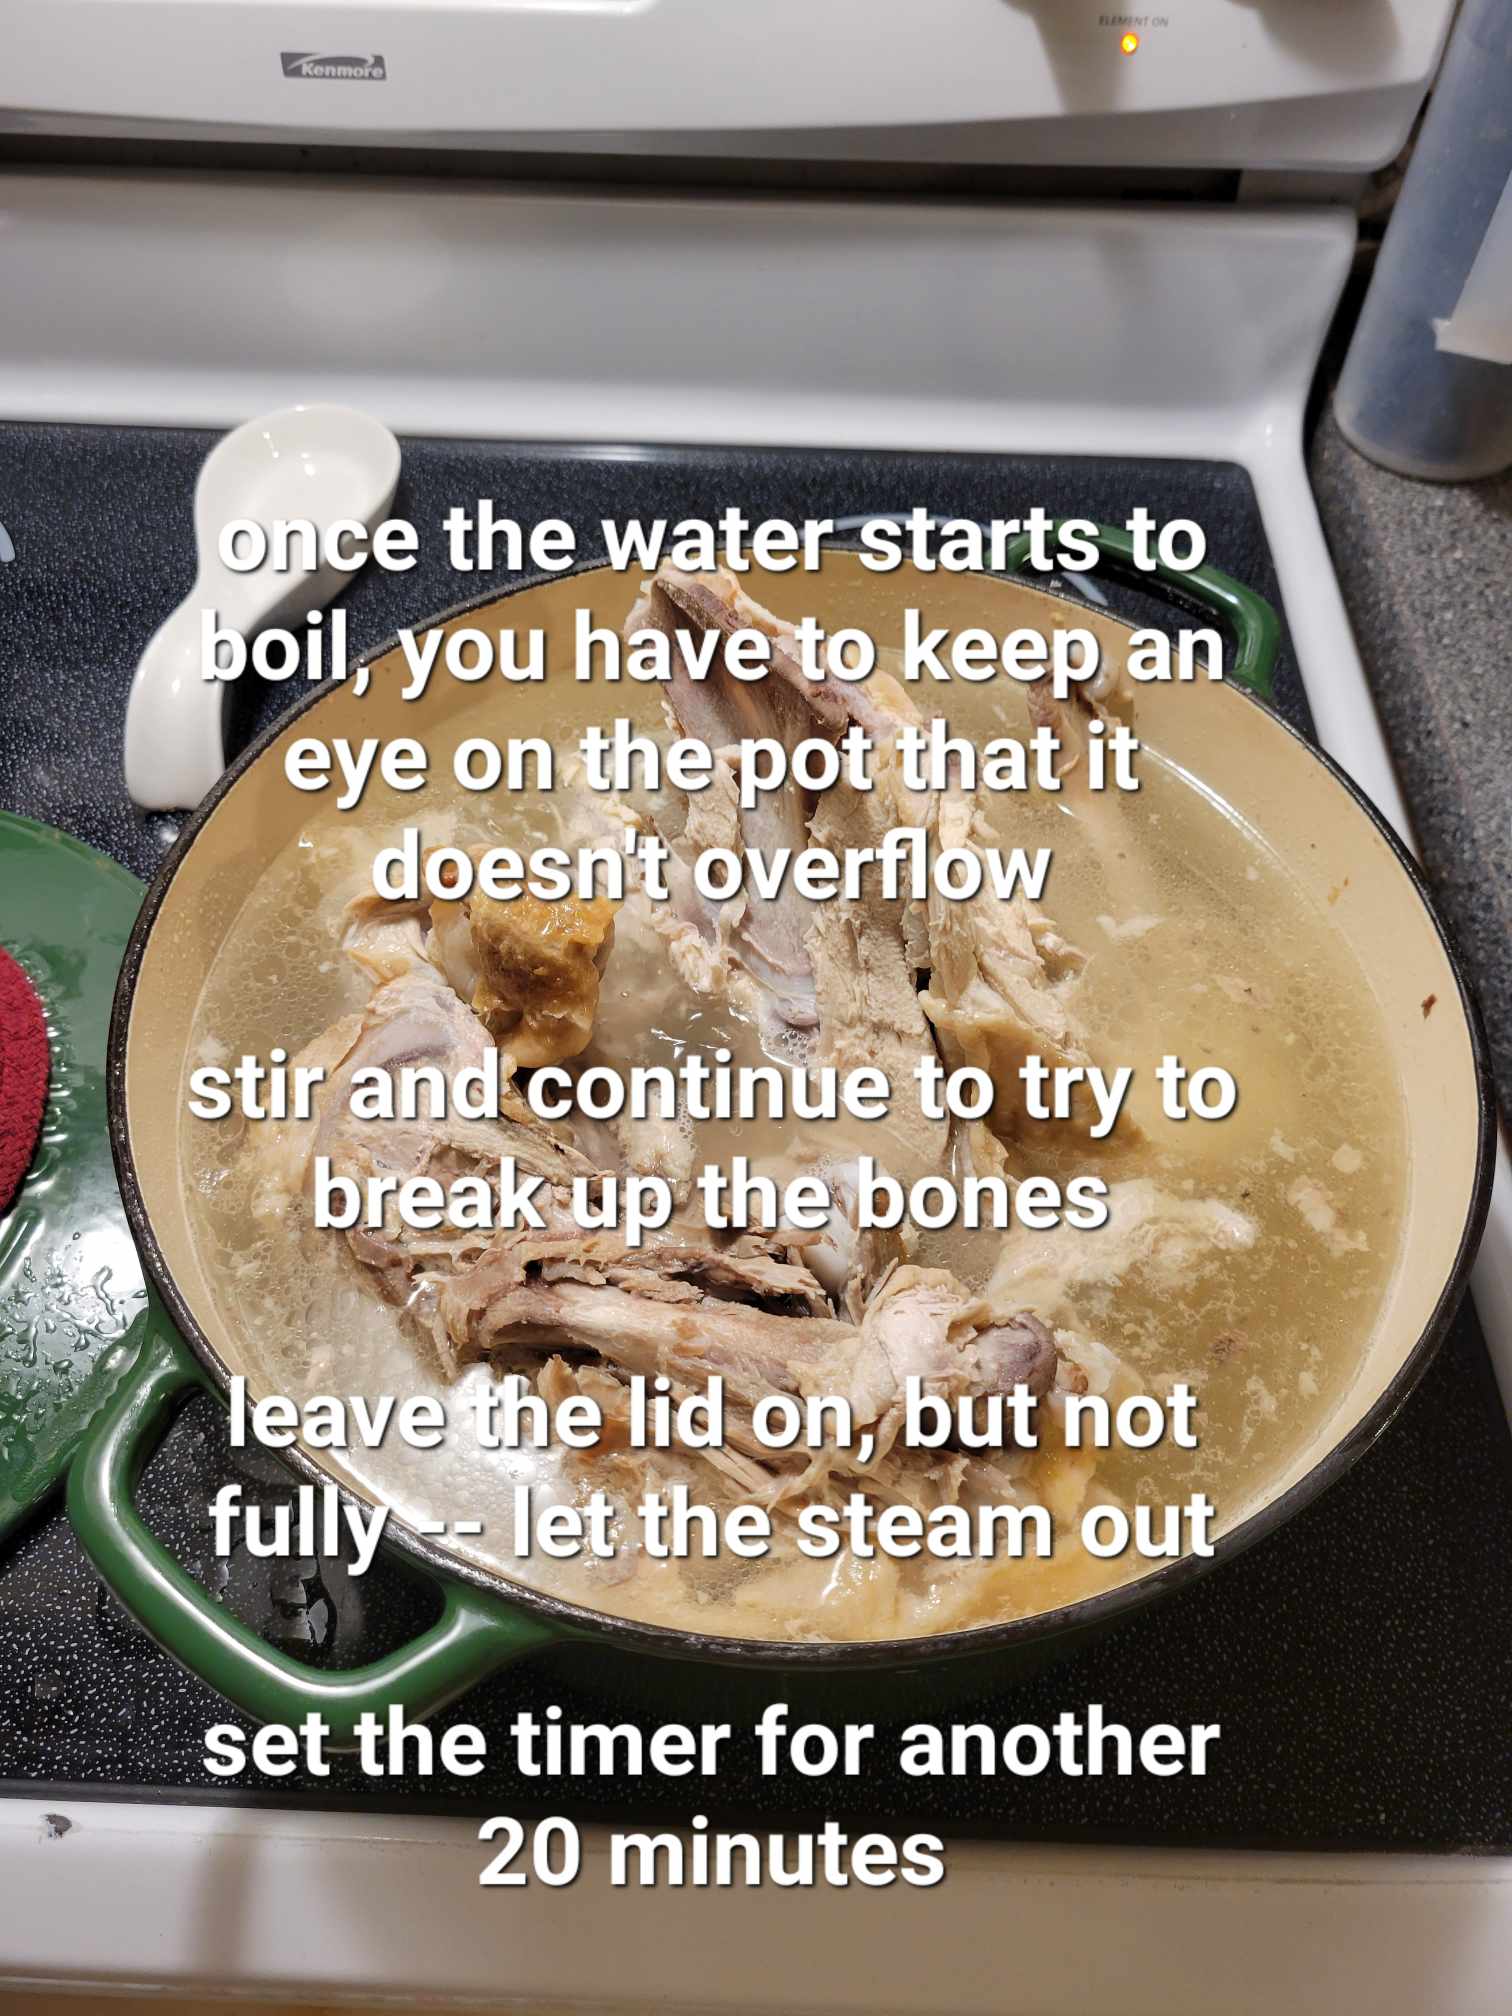 Kenmore
ELEMENT ON
once the water starts to
boil, you have to keep an
eye on the pot that it
doesn't overflow
stir and continue to try to
break up the bones
leave the lid on, but not
fully -- let the steam out
set the timer for another
20 minutes